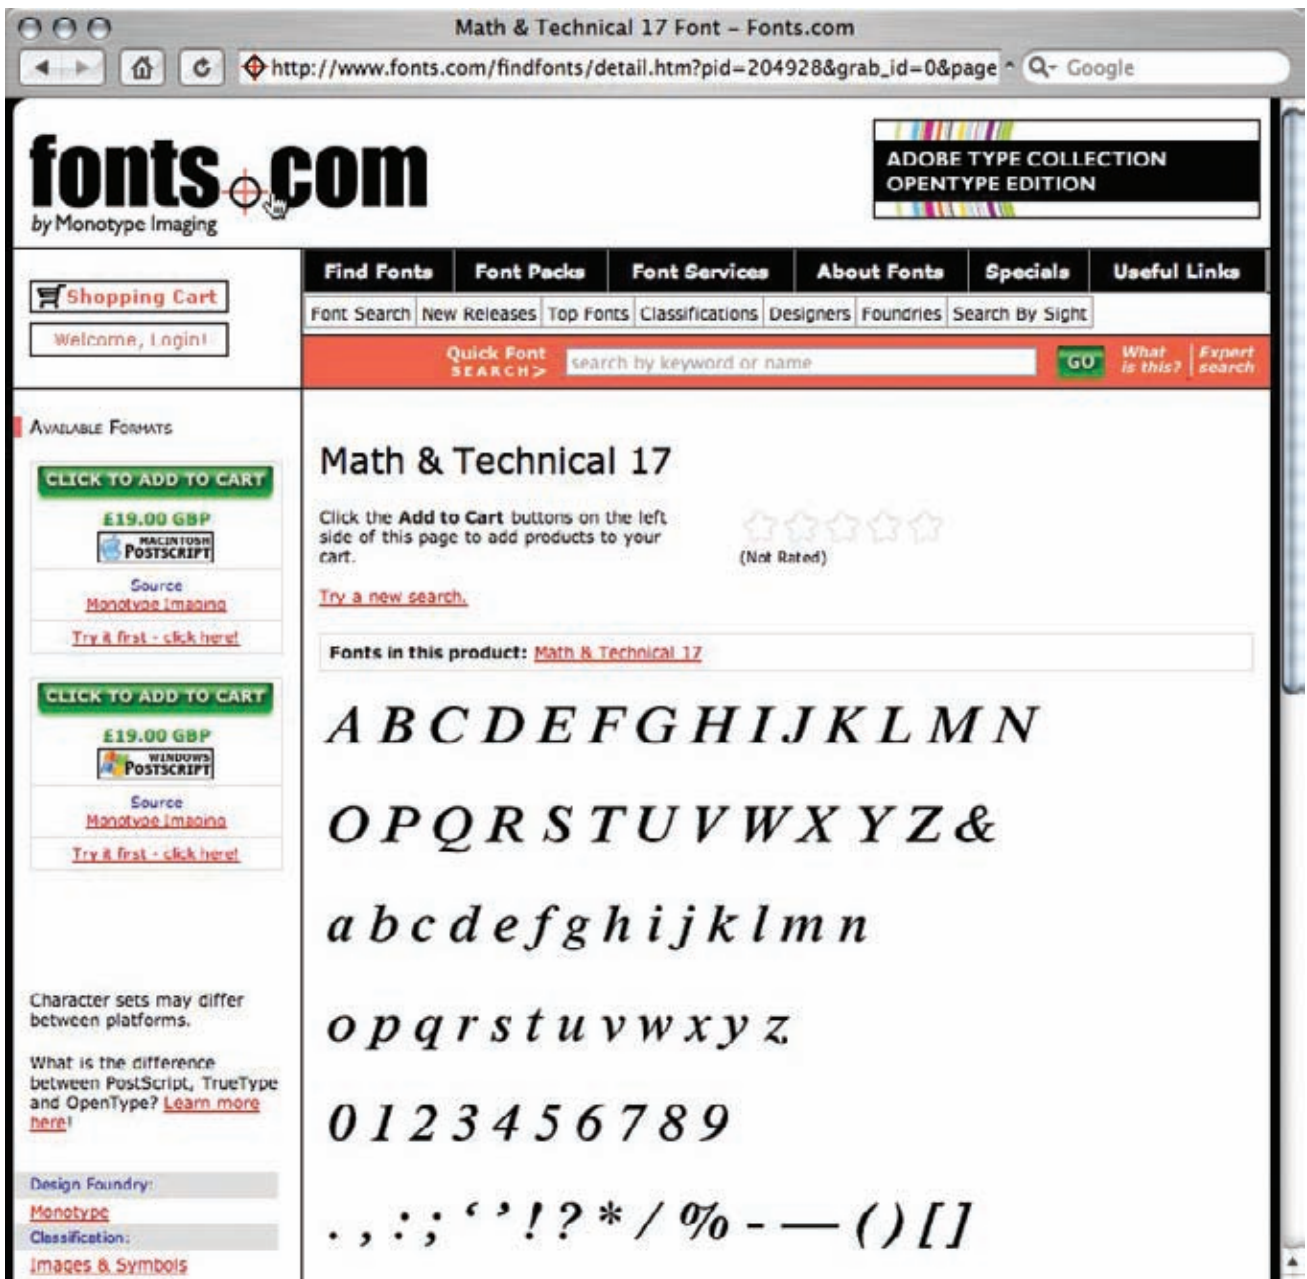 Math & Technical 17 Font – Fonts.com
http://www.fonts.com/findfonts/detail.htm?pid=204928&grab_id=0&page
Google
fonts.com
by Monotype Imaging
ADOBE TYPE COLLECTION
OPENTYPE EDITION
Shopping Cart
Welcome, Login!
Find Fonts Font Packs Font Services About Fonts Specials Useful Links
Font Search New Releases Top Fonts Classifications Designers Foundries Search By Sight
Quick Font
SEARCH>
search by keyword or name
GO
What
is this?
Expert
search
AVAILABLE FORMATS
CLICK TO ADD TO CART
£19.00 GBP
MACINTOSH
POSTSCRIPT
Source
Monotype Imaging
Try it first - click here!
CLICK TO ADD TO CART
£19.00 GBP
WINDOWS
POSTSCRIPT
Source
Monotype Imaging
Try it first - click here!
Character sets may differ
between platforms.
What is the difference
between PostScript, TrueType
and OpenType? Learn more
here!
Design Foundry:
Monotype
Classification:
Images & Symbols
Math & Technical 17
Click the Add to Cart buttons on the left
side of this page to add products to your
cart.
(Not Rated)
Try a new search.
Fonts in this product: Math & Technical 17
A B C D E F G H I J K L M N
O P Q R S T U V W X Y Z &
a b c d e f g h i j k l m n
o p q r s t u v w x y z
0 1 2 3 4 5 6 7 8 9
. , : ; ‘ ’ ! ? * / % - — ( ) [ ]